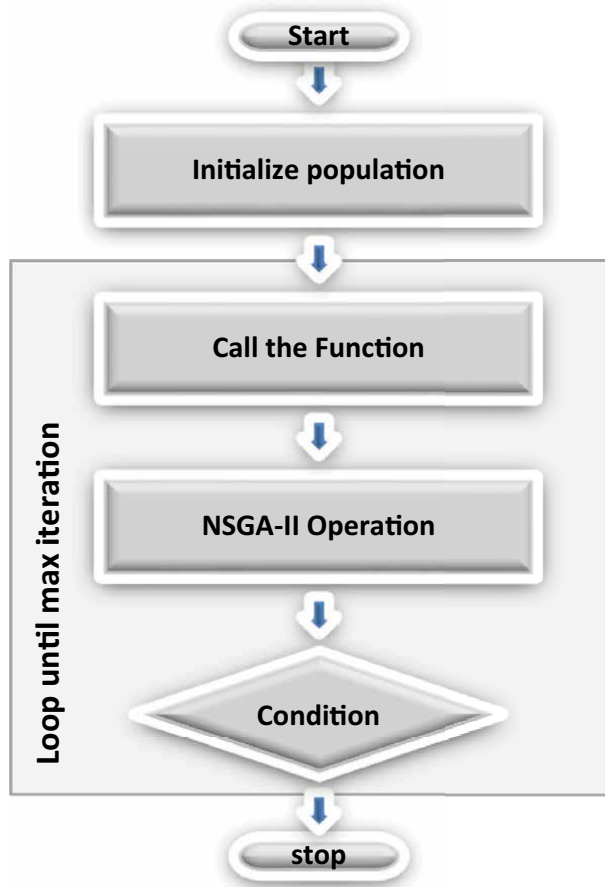 Start
Initialize population
Call the Function
NSGA-II Operation
Loop until max iteration
Condition
stop